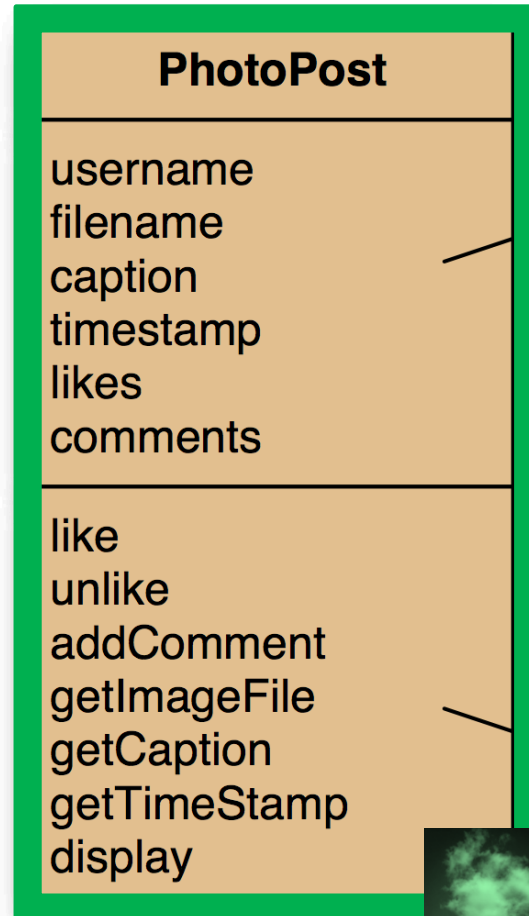 PhotoPost
username
filename
caption
timestamp
likes
comments
like
unlike
addComment
getImageFile
getCaption
getTimeStamp
display